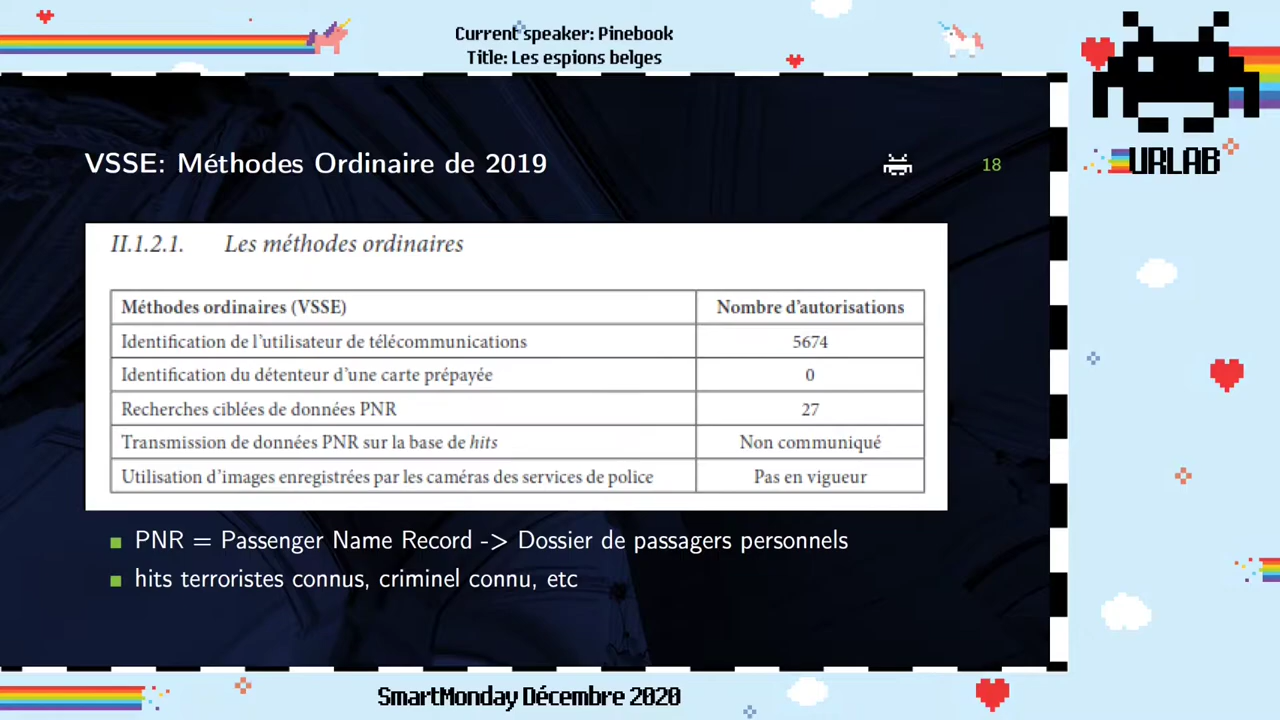 Current speaker: Pinebook
Title: Les espions belges
URLAB
VSSE: Méthodes Ordinaire de 2019
18
II.1.2.1. Les méthodes ordinaires
Méthodes ordinaires (VSSE) Nombre d'autorisations
Identification de l'utilisateur de télécommunications 5674
Identification du détenteur d'une carte prépayée 0
Recherches ciblées de données PNR 27
Transmission de données PNR sur la base de hits Non communiqué
Utilisation d'images enregistrées par les caméras des services de police Pas en vigueur
PNR = Passenger Name Record -> Dossier de passagers personnels
hits terroristes connus, criminel connu, etc
SmartMonday Décembre 2020